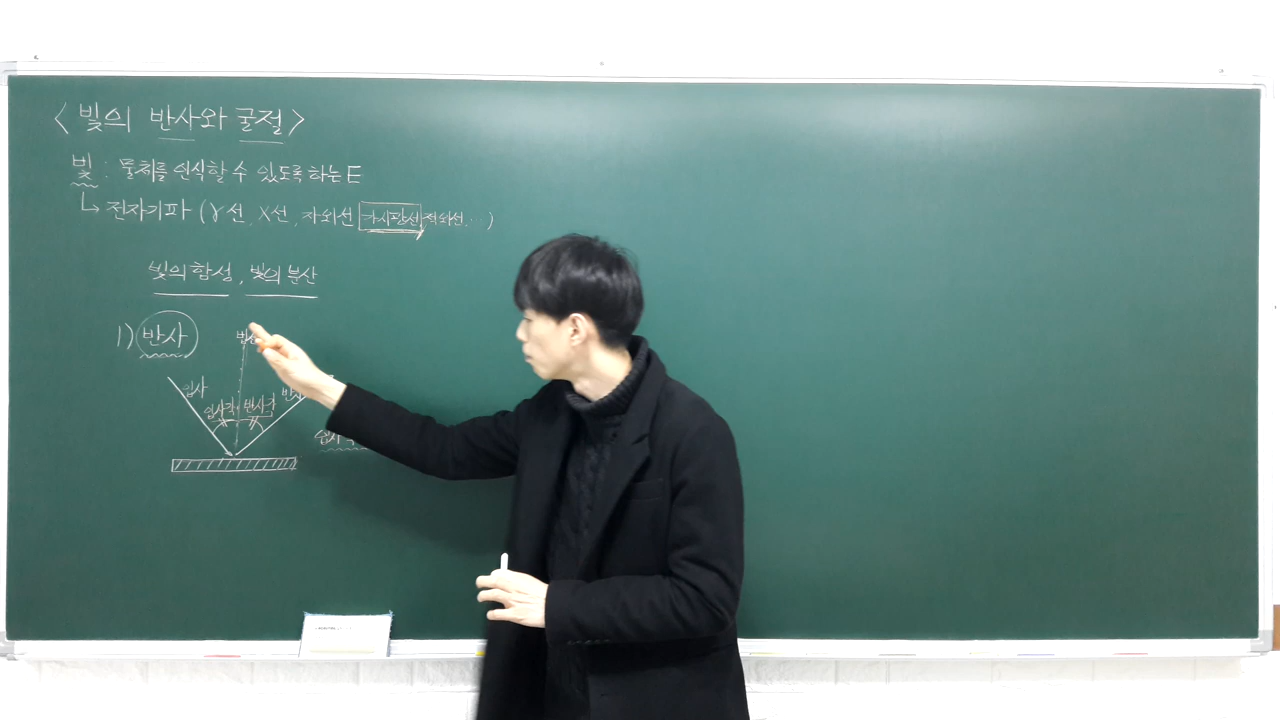 <빛의 반사와 굴절>
빛 : 물체를 인식할 수 있도록 하는 E
↳ 전자기파 (γ선, X선, 자외선 가시광선 적외선, …)
빛의 합성, 빛의 분산
1) 반사
입사
입사각 반사각